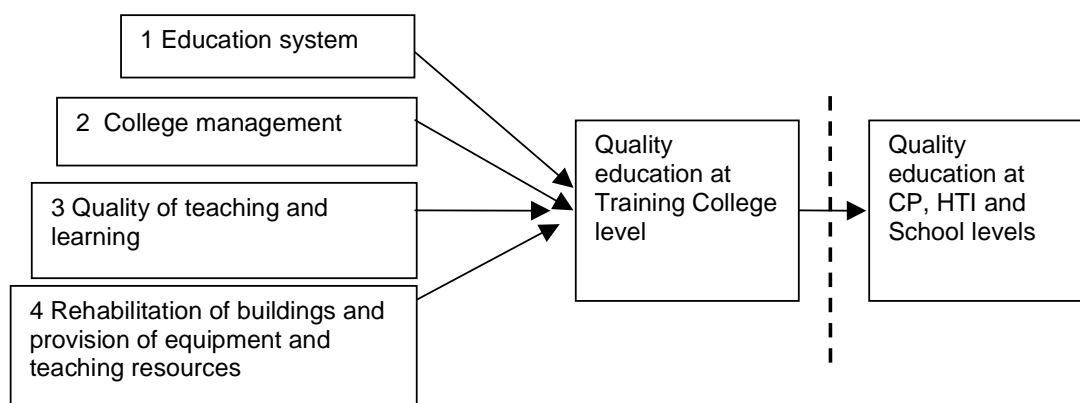 1 Education system
2 College management
3 Quality of teaching and
learning
4 Rehabilitation of buildings and
provision of equipment and
teaching resources
Quality
education at
Training College
level
Quality
education at
CP, HTI and
School levels